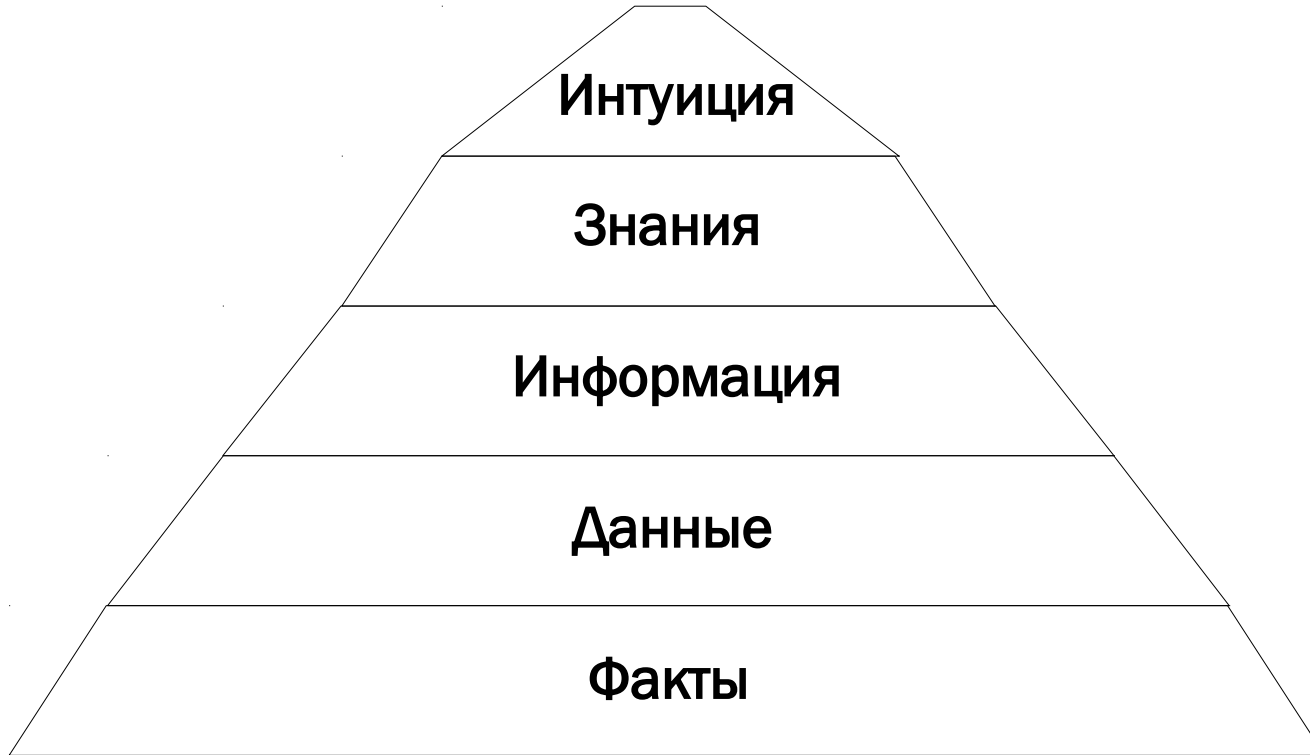 Интуиция
Знания
Информация
Данные
Факты